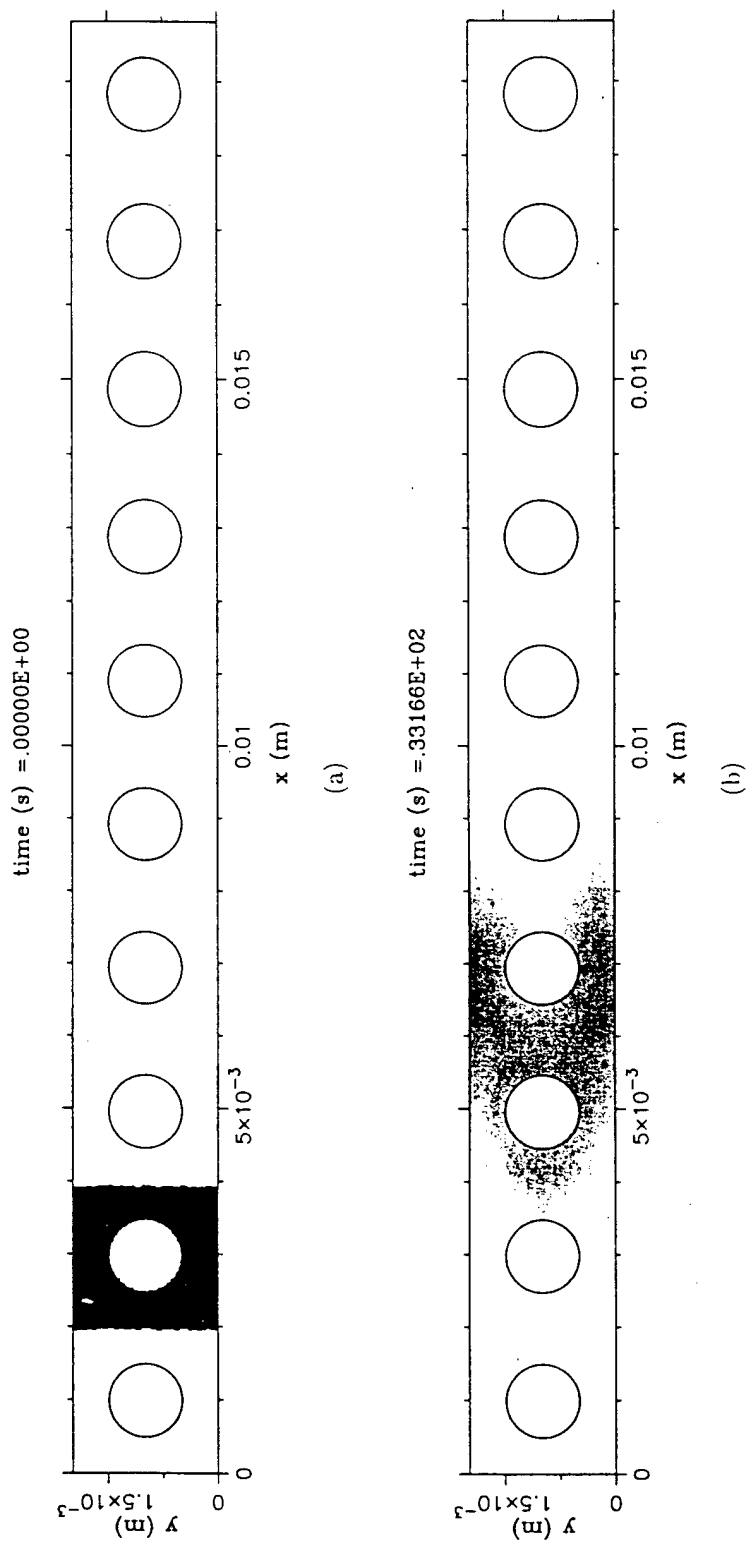 time (s) =.00000E+00
y (m)
1.5×10⁻³
0
0
5×10⁻³
0.01
0.015
x (m)
(a)
time (s) =.33166E+02
y (m)
1.5×10⁻³
0
0
5×10⁻³
0.01
0.015
x (m)
(b)